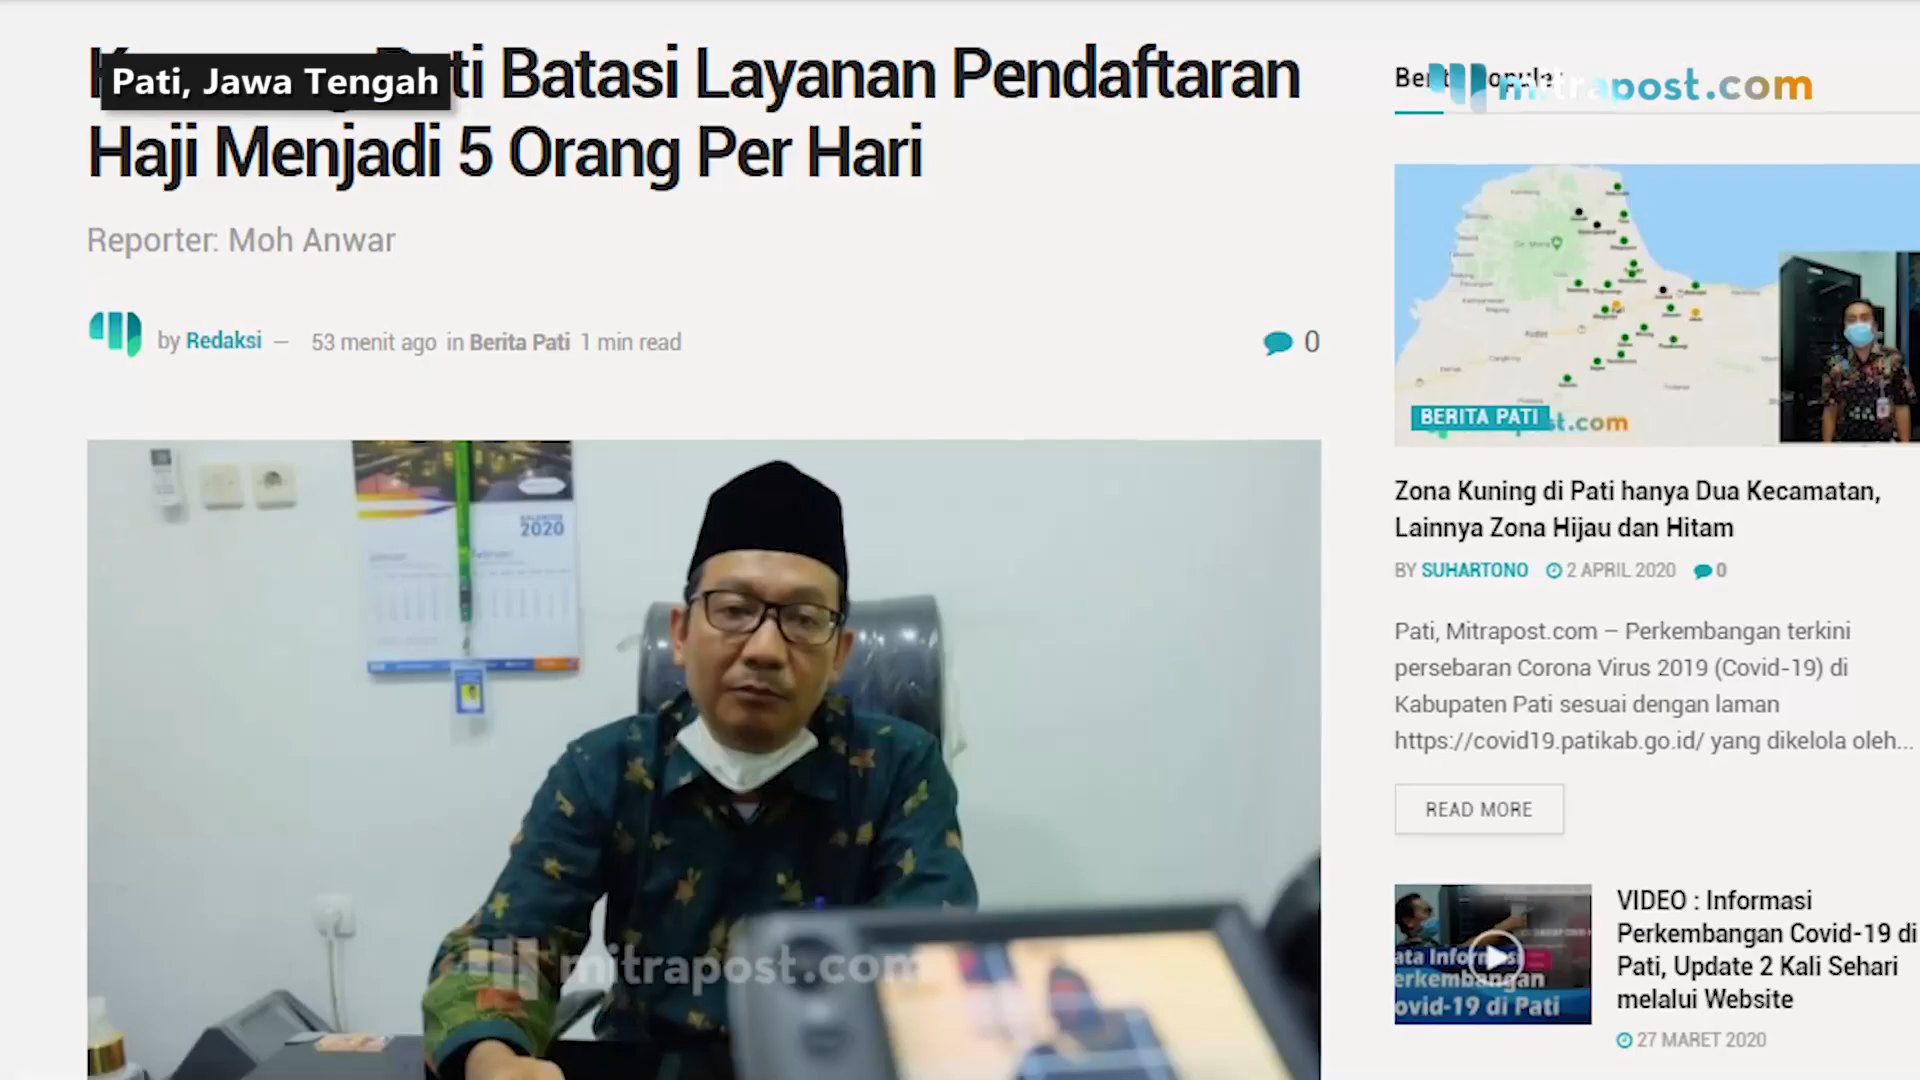 Pati, Jawa Tengah
Batasi Layanan Pendaftaran
Haji Menjadi 5 Orang Per Hari
Reporter: Moh Anwar
by Redaksi — 53 menit ago in Berita Pati 1 min read
0
2020
mitrapost.com
mitrapost.com
BERITA PATI
Zona Kuning di Pati hanya Dua Kecamatan,
Lainnya Zona Hijau dan Hitam
BY SUHARTONO 2 APRIL 2020 0
Pati, Mitrapost.com – Perkembangan terkini
persebaran Corona Virus 2019 (Covid-19) di
Kabupaten Pati sesuai dengan laman
https://covid19.patikab.go.id/ yang dikelola oleh...
READ MORE
VIDEO : Informasi
Perkembangan Covid-19 di
Pati, Update 2 Kali Sehari
melalui Website
27 MARET 2020